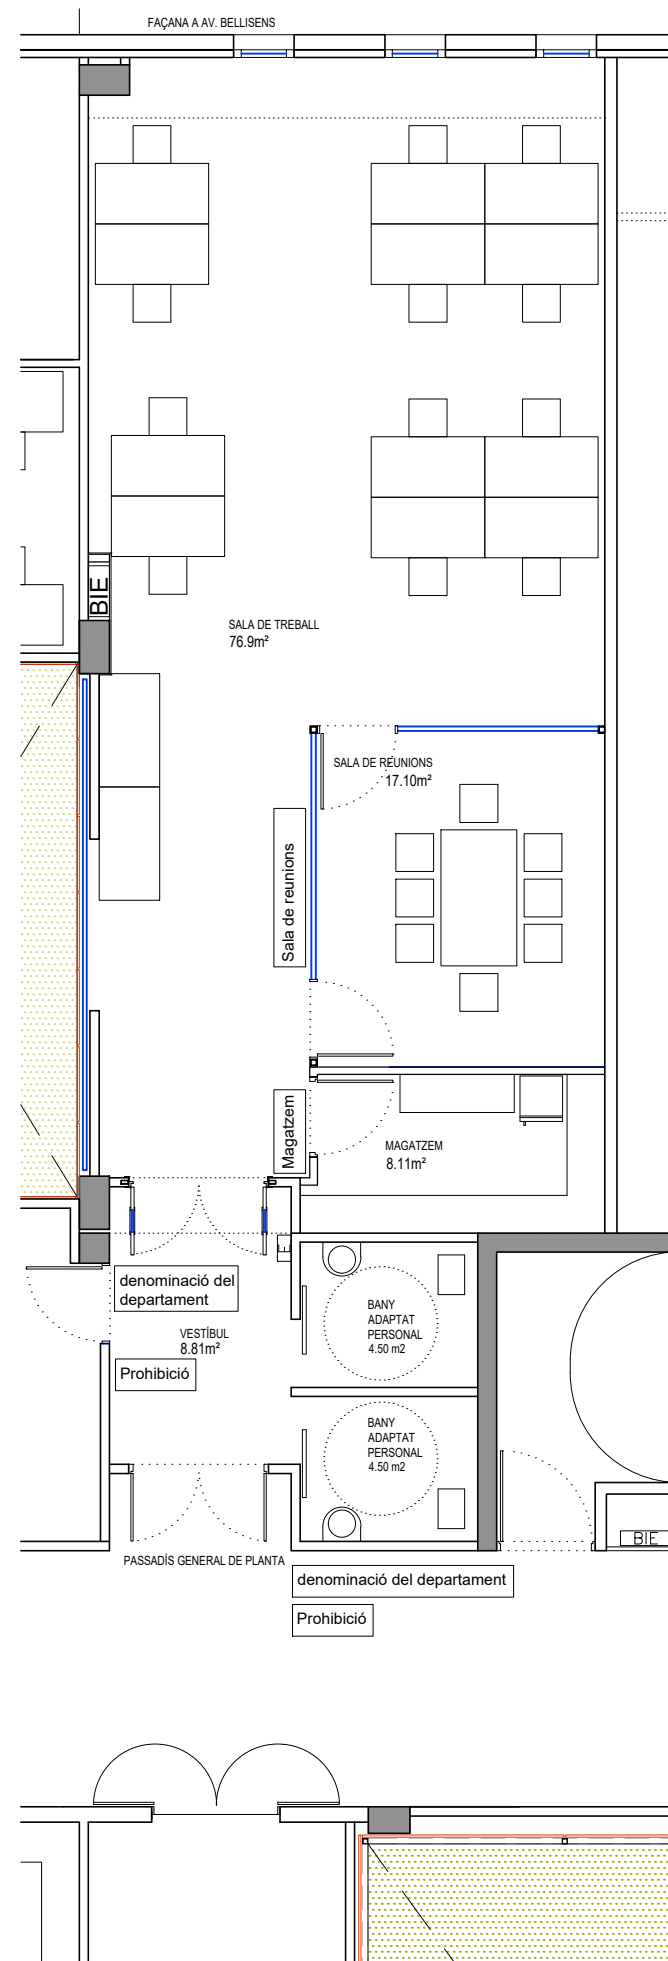 FAÇANA A AV. BELLISENS
BIE
SALA DE TREBALL
76.9m²
SALA DE REUNIONS
17.10m²
Sala de reunions
Magatzem
MAGATZEM
8.11m²
E
denominació del
departament
VESTÍBUL
8.81m²
Prohibició
BANY
ADAPTAT
PERSONAL
4.50 m2
BANY
ADAPTAT
PERSONAL
4.50 m2
BIE
PASSADÍS GENERAL DE PLANTA
denominació del departament
Prohibició